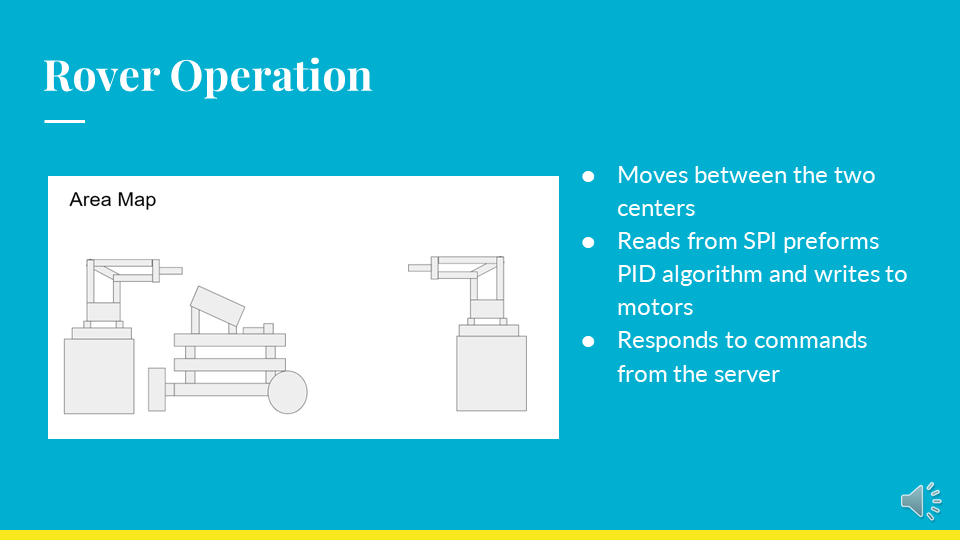 Rover Operation
Area Map
● Moves between the two
centers
● Reads from SPI preforms
PID algorithm and writes to
motors
● Responds to commands
from the server